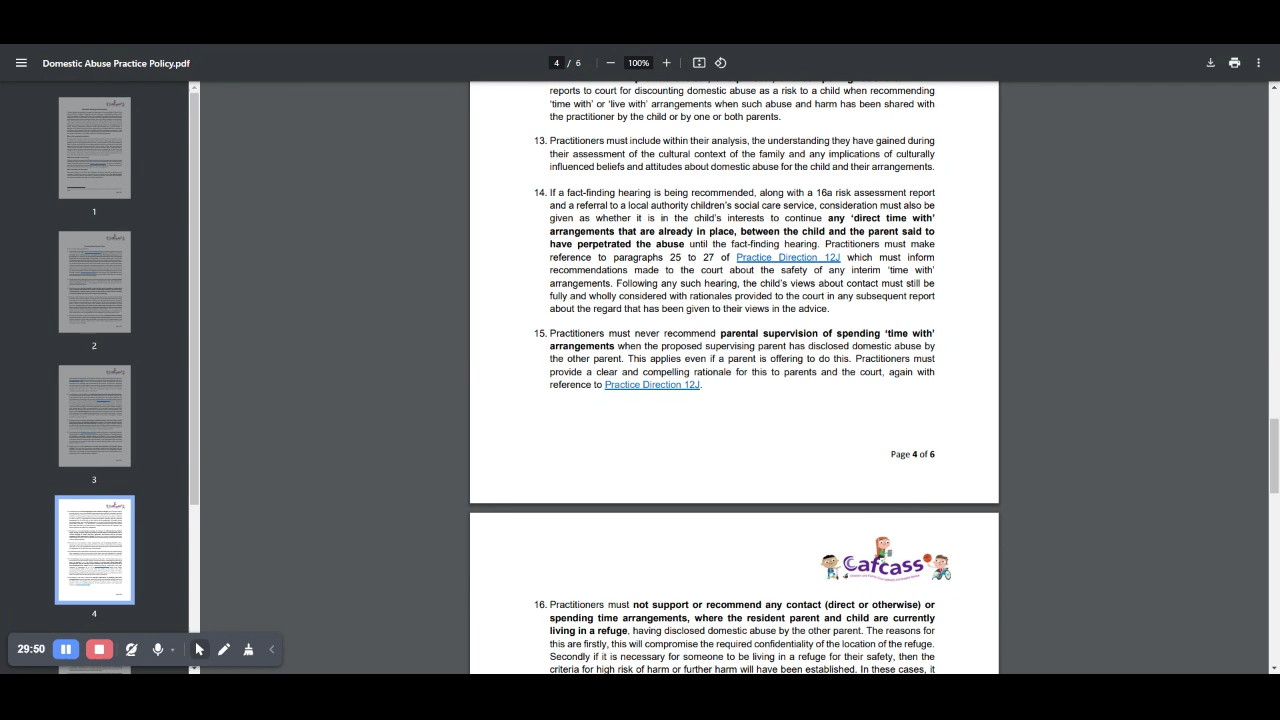 Domestic Abuse Practice Policy.pdf
4 / 6
100%
1
2
3
4
reports to court for discounting domestic abuse as a risk to a child when recommending
‘time with’ or ‘live with’ arrangements when such abuse and harm has been shared with
the practitioner by the child or by one or both parents.
13. Practitioners must include within their analysis, the understanding they have gained during
their assessment of the cultural context of the family and any implications of culturally
influenced beliefs and attitudes about domestic abuse for the child and their arrangements.
14. If a fact-finding hearing is being recommended, along with a 16a risk assessment report
and a referral to a local authority children’s social care service, consideration must also be
given as whether it is in the child’s interests to continue any ‘direct time with’
arrangements that are already in place, between the child and the parent said to
have perpetrated the abuse until the fact-finding hearing. Practitioners must make
reference to paragraphs 25 to 27 of Practice Direction 12J which must inform
recommendations made to the court about the safety of any interim ‘time with’
arrangements. Following any such hearing, the child’s views about contact must still be
fully and wholly considered with rationales provided to the court in any subsequent report
about the regard that has been given to their views in the advice.
15. Practitioners must never recommend parental supervision of spending ‘time with’
arrangements when the proposed supervising parent has disclosed domestic abuse by
the other parent. This applies even if a parent is offering to do this. Practitioners must
provide a clear and compelling rationale for this to parents and the court, again with
reference to Practice Direction 12J.
Page 4 of 6
Cafcass
16. Practitioners must not support or recommend any contact (direct or otherwise) or
spending time arrangements, where the resident parent and child are currently
living in a refuge, having disclosed domestic abuse by the other parent. The reasons for
this are firstly, this will compromise the required confidentiality of the location of the refuge.
Secondly if it is necessary for someone to be living in a refuge for their safety, then the
criteria for high risk of harm or further harm will have been established. In these cases, it
29:50